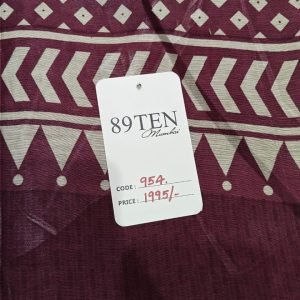 89TEN
Mumbai
CODE: 954.
PRICE: 1995/-